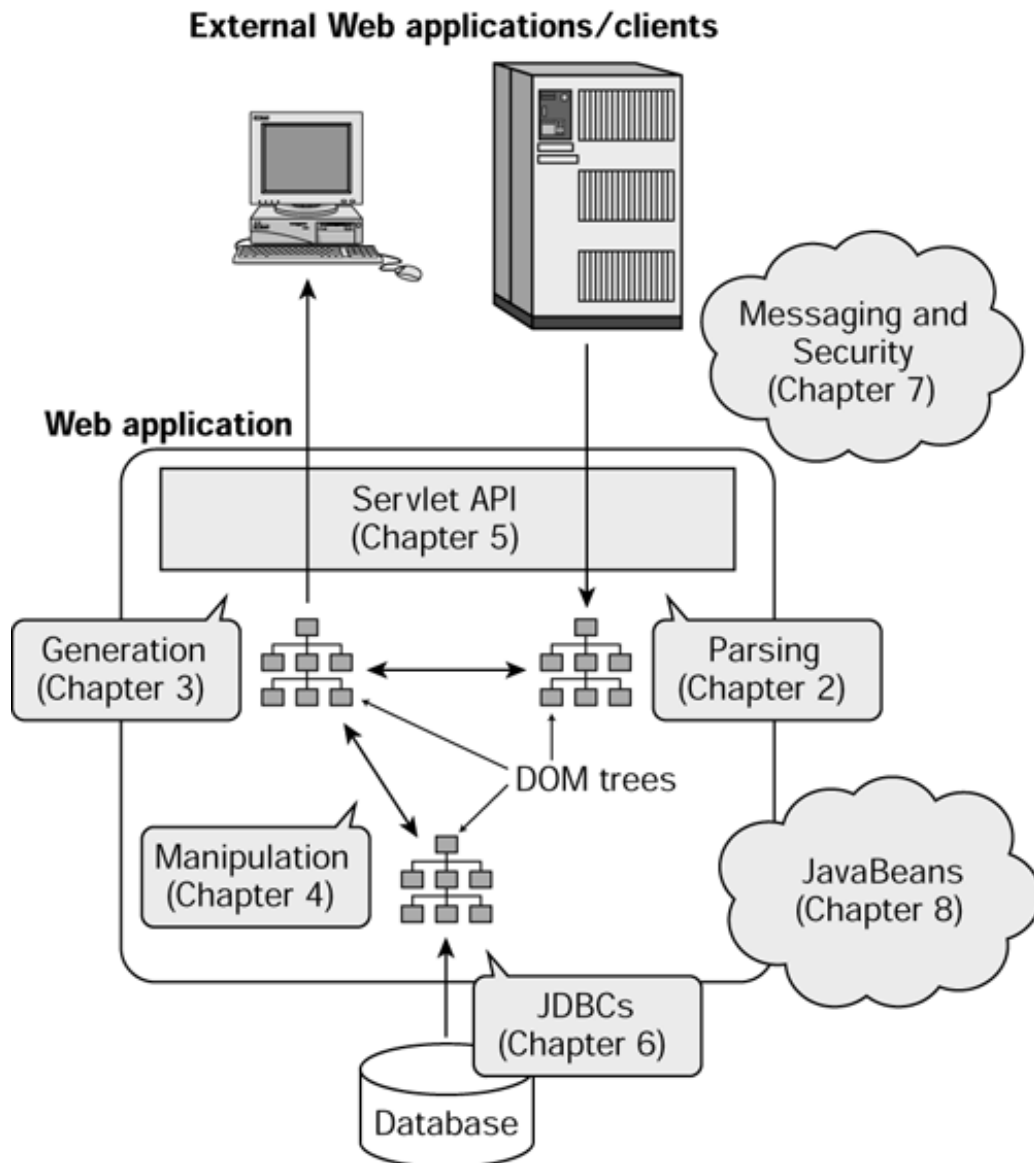 External Web applications/clients
Messaging and
Security
(Chapter 7)
Web application
Servlet API
(Chapter 5)
Generation
(Chapter 3)
Parsing
(Chapter 2)
DOM trees
Manipulation
(Chapter 4)
JavaBeans
(Chapter 8)
JDBCs
(Chapter 6)
Database